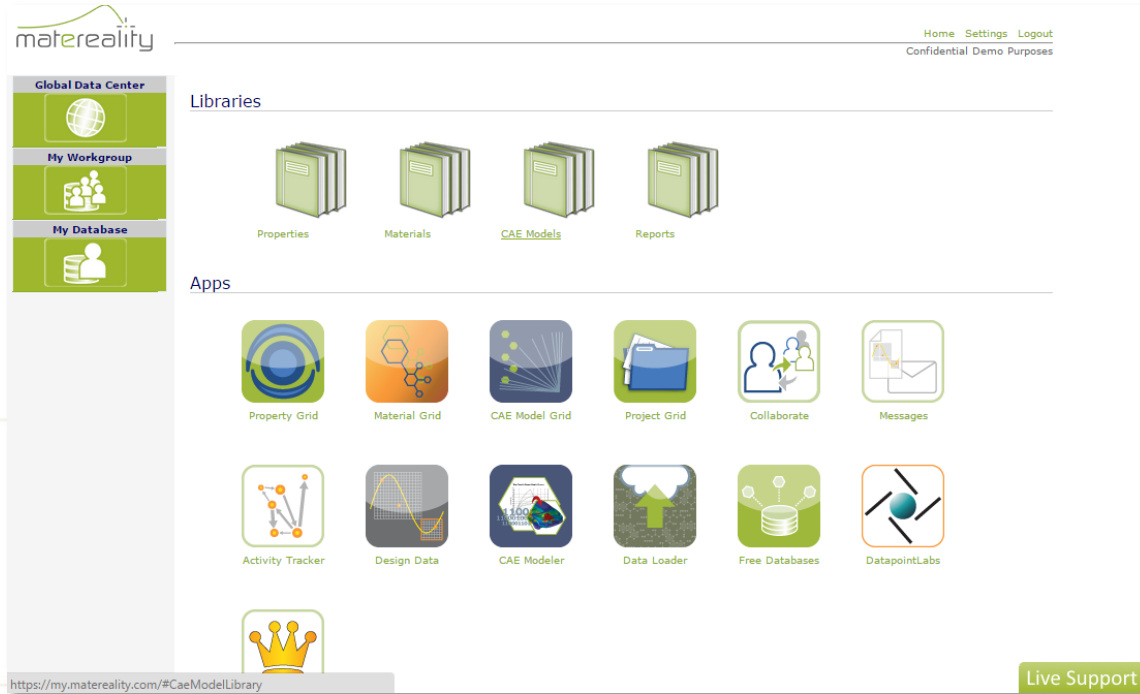 matereality
Home Settings Logout
Confidential Demo Purposes
Global Data Center
My Workgroup
My Database
Libraries
Properties Materials CAE Models Reports
Apps
Property Grid Material Grid CAE Model Grid Project Grid Collaborate Messages
Activity Tracker Design Data CAE Modeler Data Loader Free Databases DatapointLabs
https://my.matereality.com/#CaeModelLibrary
Live Support